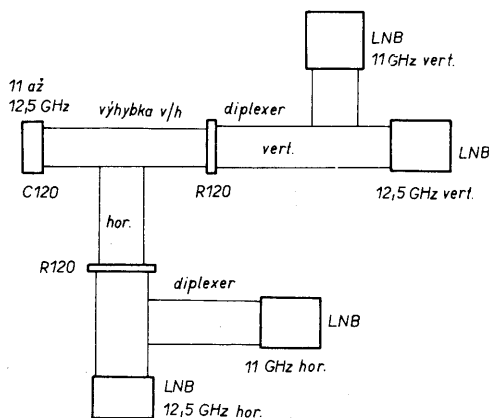 LNB
11 GHz vert.
11 až
12,5 GHz
výhybka v/h
diplexer
vert.
LNB
C120
R120
12,5 GHz vert.
hor.
R120
diplexer
LNB
11 GHz hor.
LNB
12,5 GHz hor.